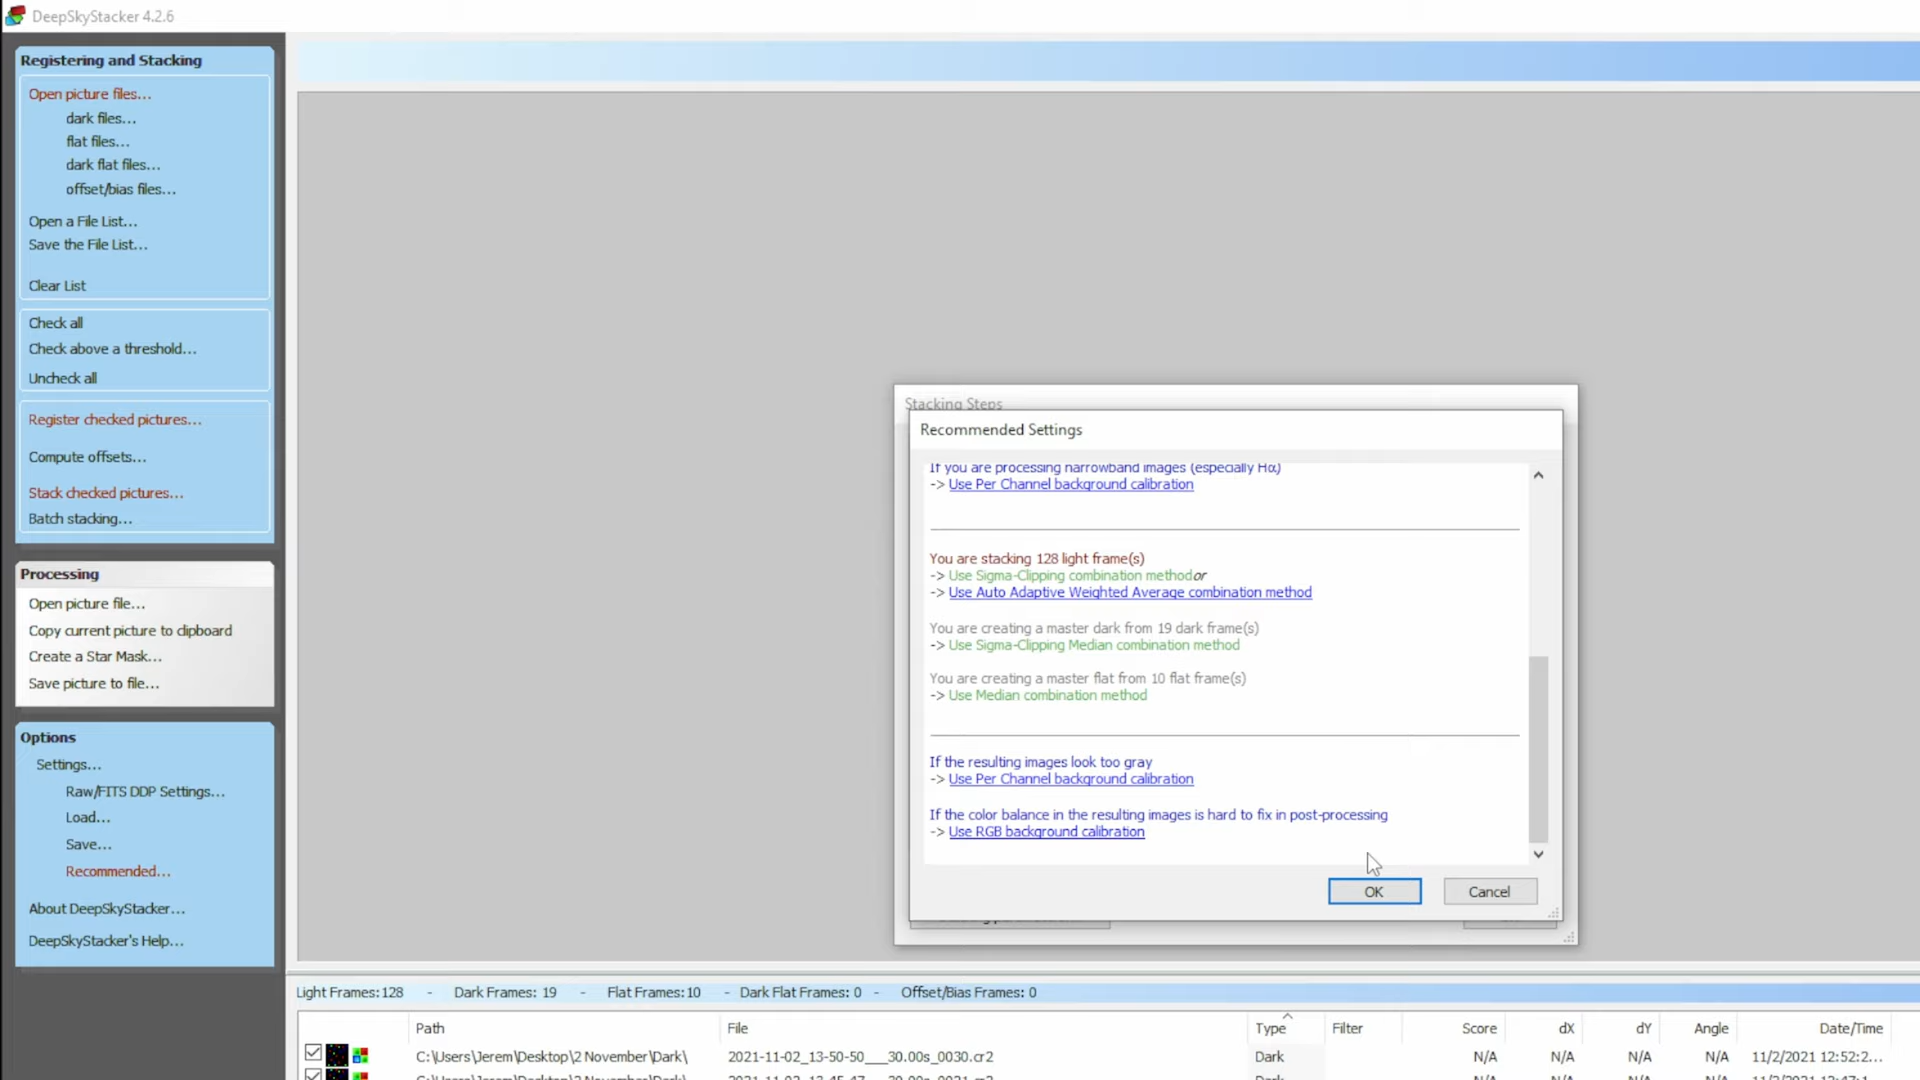 DeepSkyStacker 4.2.6
Registering and Stacking
Open picture files...
dark files...
flat files...
dark flat files...
offset/bias files...
Open a File List...
Save the File List...
Clear List
Check all
Check above a threshold...
Uncheck all
Register checked pictures...
Compute offsets...
Stack checked pictures...
Batch stacking...
Processing
Open picture file...
Copy current picture to clipboard
Create a Star Mask...
Save picture to file...
Options
Settings...
Raw/FITS DDP Settings...
Load...
Save...
Recommended...
About DeepSkyStacker...
DeepSkyStacker's Help...
Stacking Steps
Recommended Settings
If you are processing narrowband images (especially Hα)
-> Use Per Channel background calibration
You are stacking 128 light frame(s)
-> Use Sigma-Clipping combination method or
-> Use Auto Adaptive Weighted Average combination method
You are creating a master dark from 19 dark frame(s)
-> Use Sigma-Clipping Median combination method
You are creating a master flat from 10 flat frame(s)
-> Use Median combination method
If the resulting images look too gray
-> Use Per Channel background calibration
If the color balance in the resulting images is hard to fix in post-processing
-> Use RGB background calibration
OK
Cancel
Light Frames: 128 - Dark Frames: 19 - Flat Frames: 10 - Dark Flat Frames: 0 - Offset/Bias Frames: 0
Path File Type Filter Score dX dY Angle Date/Time
C:\Users\Jerem\Desktop\2 November\Dark\ 2021-11-02_13-50-50___30.00s_0030.cr2 Dark N/A N/A N/A N/A 11/2/2021 12:52:2...